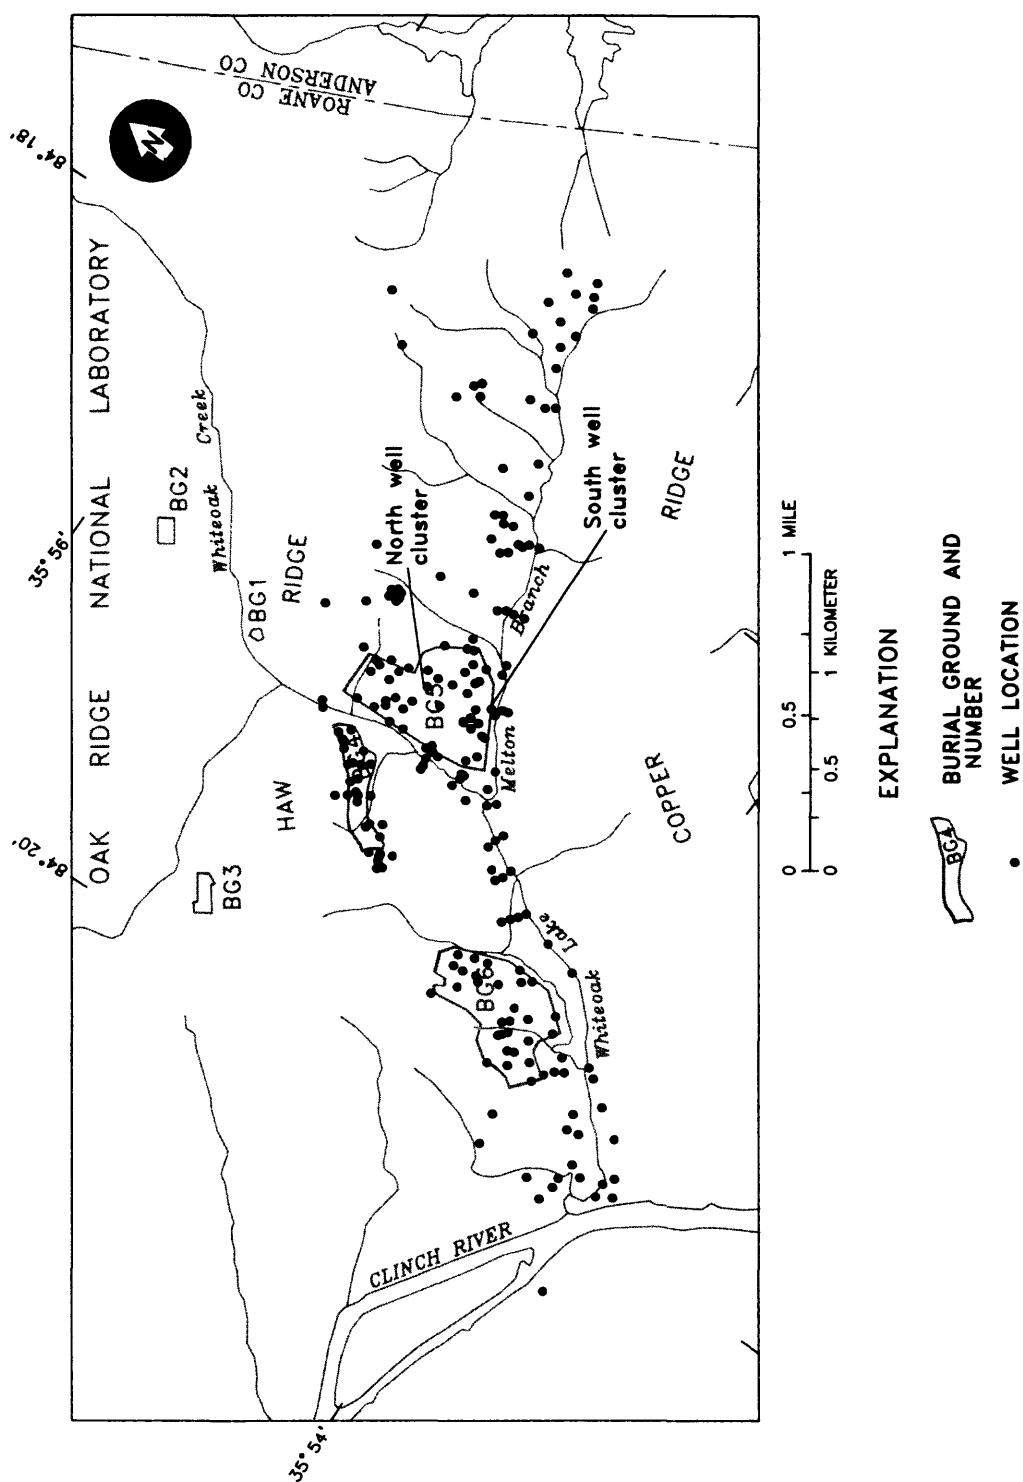 84° 18'
35° 56'
84° 20'
35° 54'
N
ROANE CO
ANDERSON CO
OAK RIDGE NATIONAL LABORATORY
Whiteoak Creek
BG2
BG1
BG3
HAW RIDGE
North well
cluster
South well
cluster
BG4
BG5
BG6
Melton Branch
Whiteoak Lake
COPPER RIDGE
CLINCH RIVER
0 0.5 1 MILE
0 0.5 1 KILOMETER
EXPLANATION
BG4
BURIAL GROUND AND
NUMBER
WELL LOCATION